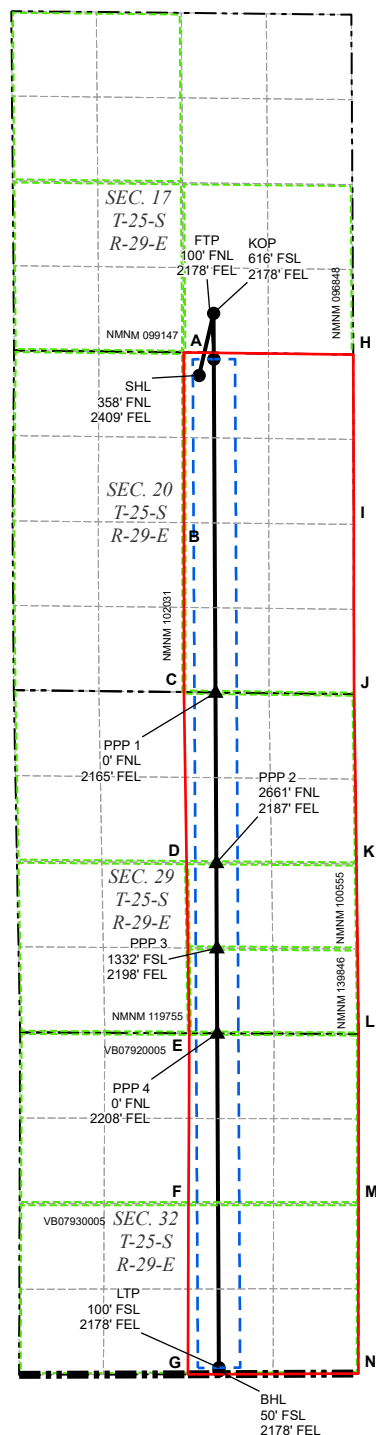 SEC. 17
T-25-S
R-29-E
FTP
100' FNL
2178' FEL
KOP
616' FSL
2178' FEL
NMNM 096848
NMNM 099147
A
H
SHL
358' FNL
2409' FEL
SEC. 20
T-25-S
R-29-E
I
B
NMNM 102031
C
J
PPP 1
0' FNL
2165' FEL
PPP 2
2661' FNL
2187' FEL
D
K
SEC. 29
T-25-S
R-29-E
NMNM 100555
PPP 3
1332' FSL
2198' FEL
NMNM 139846
NMNM 119755
L
E
VB07920005
PPP 4
0' FNL
2208' FEL
F
M
VB07930005
SEC. 32
T-25-S
R-29-E
LTP
100' FSL
2178' FEL
G
N
BHL
50' FSL
2178' FEL